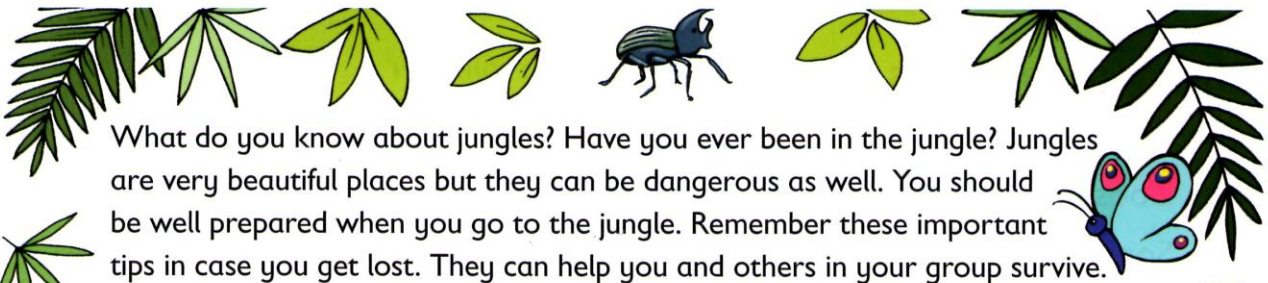 What do you know about jungles? Have you ever been in the jungle? Jungles
are very beautiful places but they can be dangerous as well. You should
be well prepared when you go to the jungle. Remember these important
tips in case you get lost. They can help you and others in your group survive.